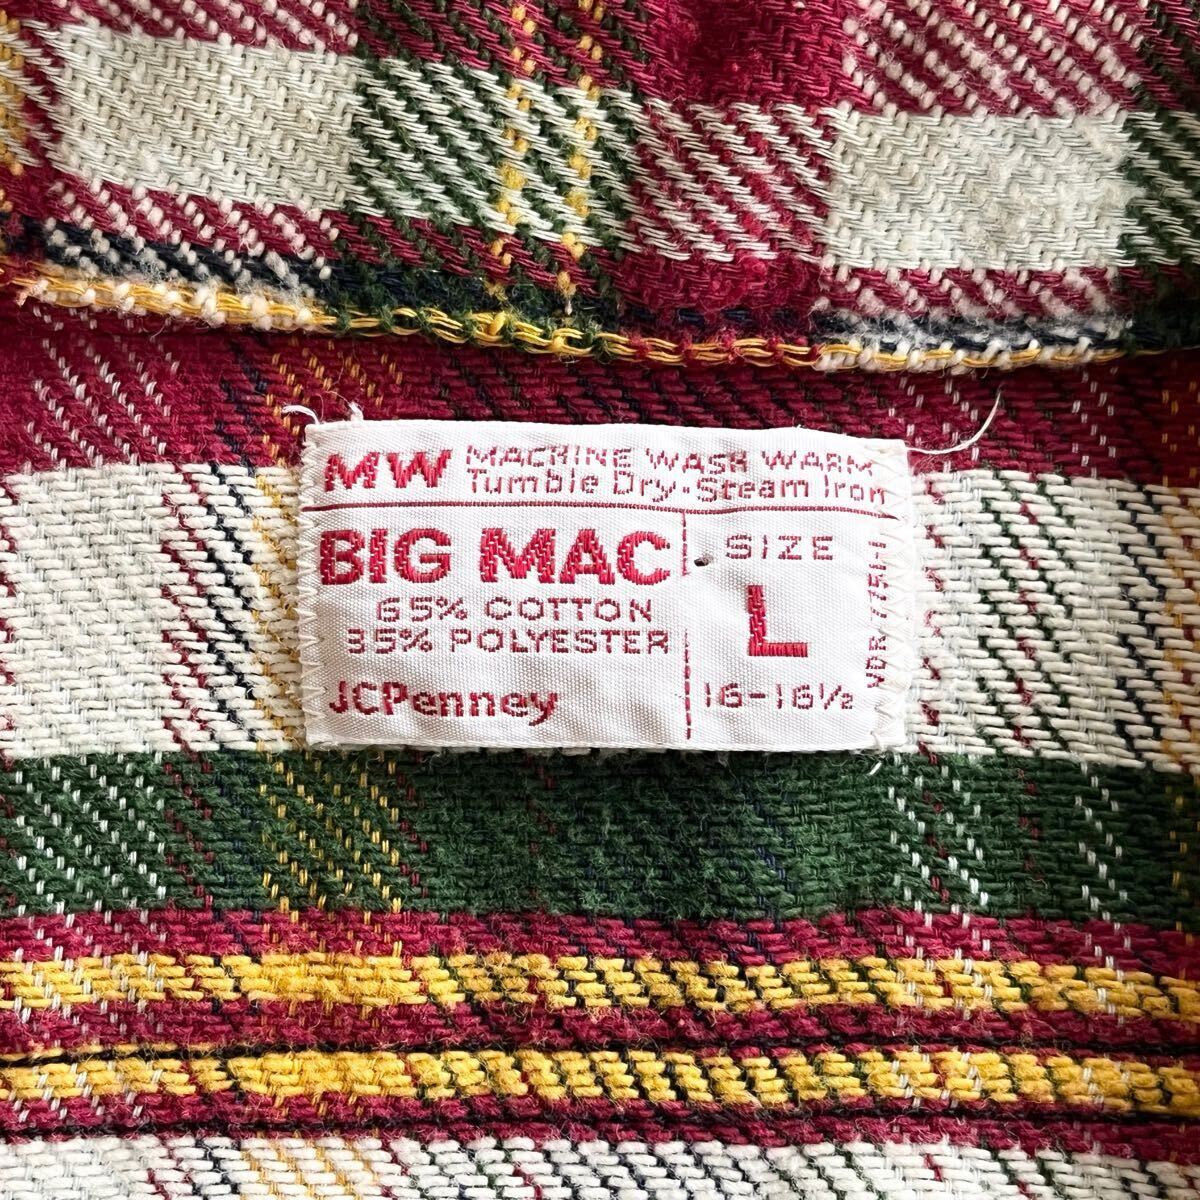 MW MACHINE WASH WARM
Tumble Dry·Steam Iron
BIG MAC
65% COTTON
35% POLYESTER
JCPenney
SIZE
L
16-16½